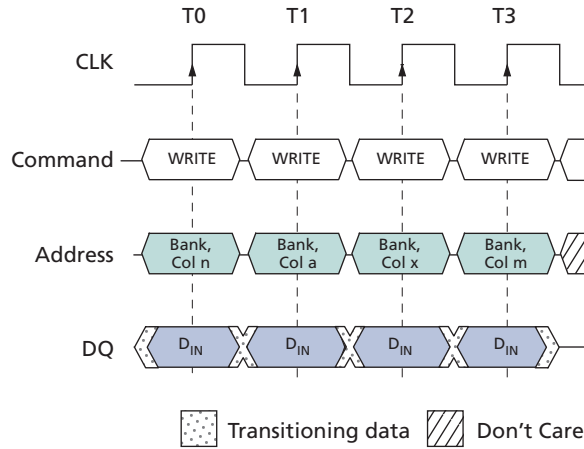 T0 T1 T2 T3
CLK
Command WRITE WRITE WRITE WRITE
Address Bank, Col n Bank, Col a Bank, Col x Bank, Col m
DQ DIN DIN DIN DIN
Transitioning data Don't Care